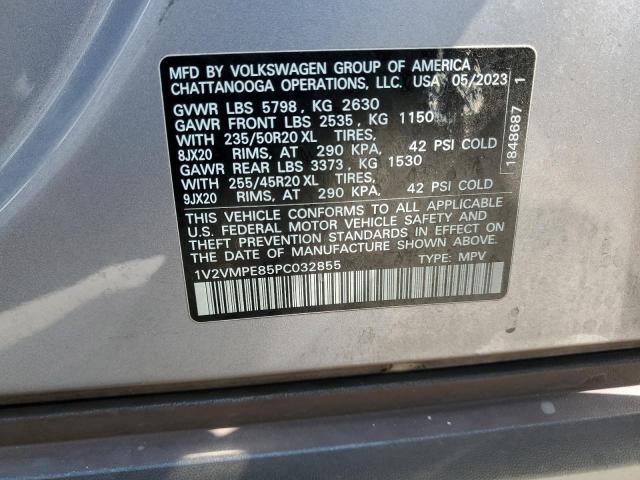 MFD BY VOLKSWAGEN GROUP OF AMERICA
CHATTANOOGA OPERATIONS, LLC. USA 05/2023
GVWR LBS 5798, KG 2630
GAWR FRONT LBS 2535, KG 1150
WITH 235/50R20 XL TIRES,
8JX20 RIMS, AT 290 KPA, 42 PSI COLD
GAWR REAR LBS 3373, KG 1530
WITH 255/45R20 XL TIRES,
9JX20 RIMS, AT 290 KPA, 42 PSI COLD
THIS VEHICLE CONFORMS TO ALL APPLICABLE
U.S. FEDERAL MOTOR VEHICLE SAFETY AND
THEFT PREVENTION STANDARDS IN EFFECT ON
THE DATE OF MANUFACTURE SHOWN ABOVE.
1V2VMPE85PC032855 TYPE: MPV
1848687 1